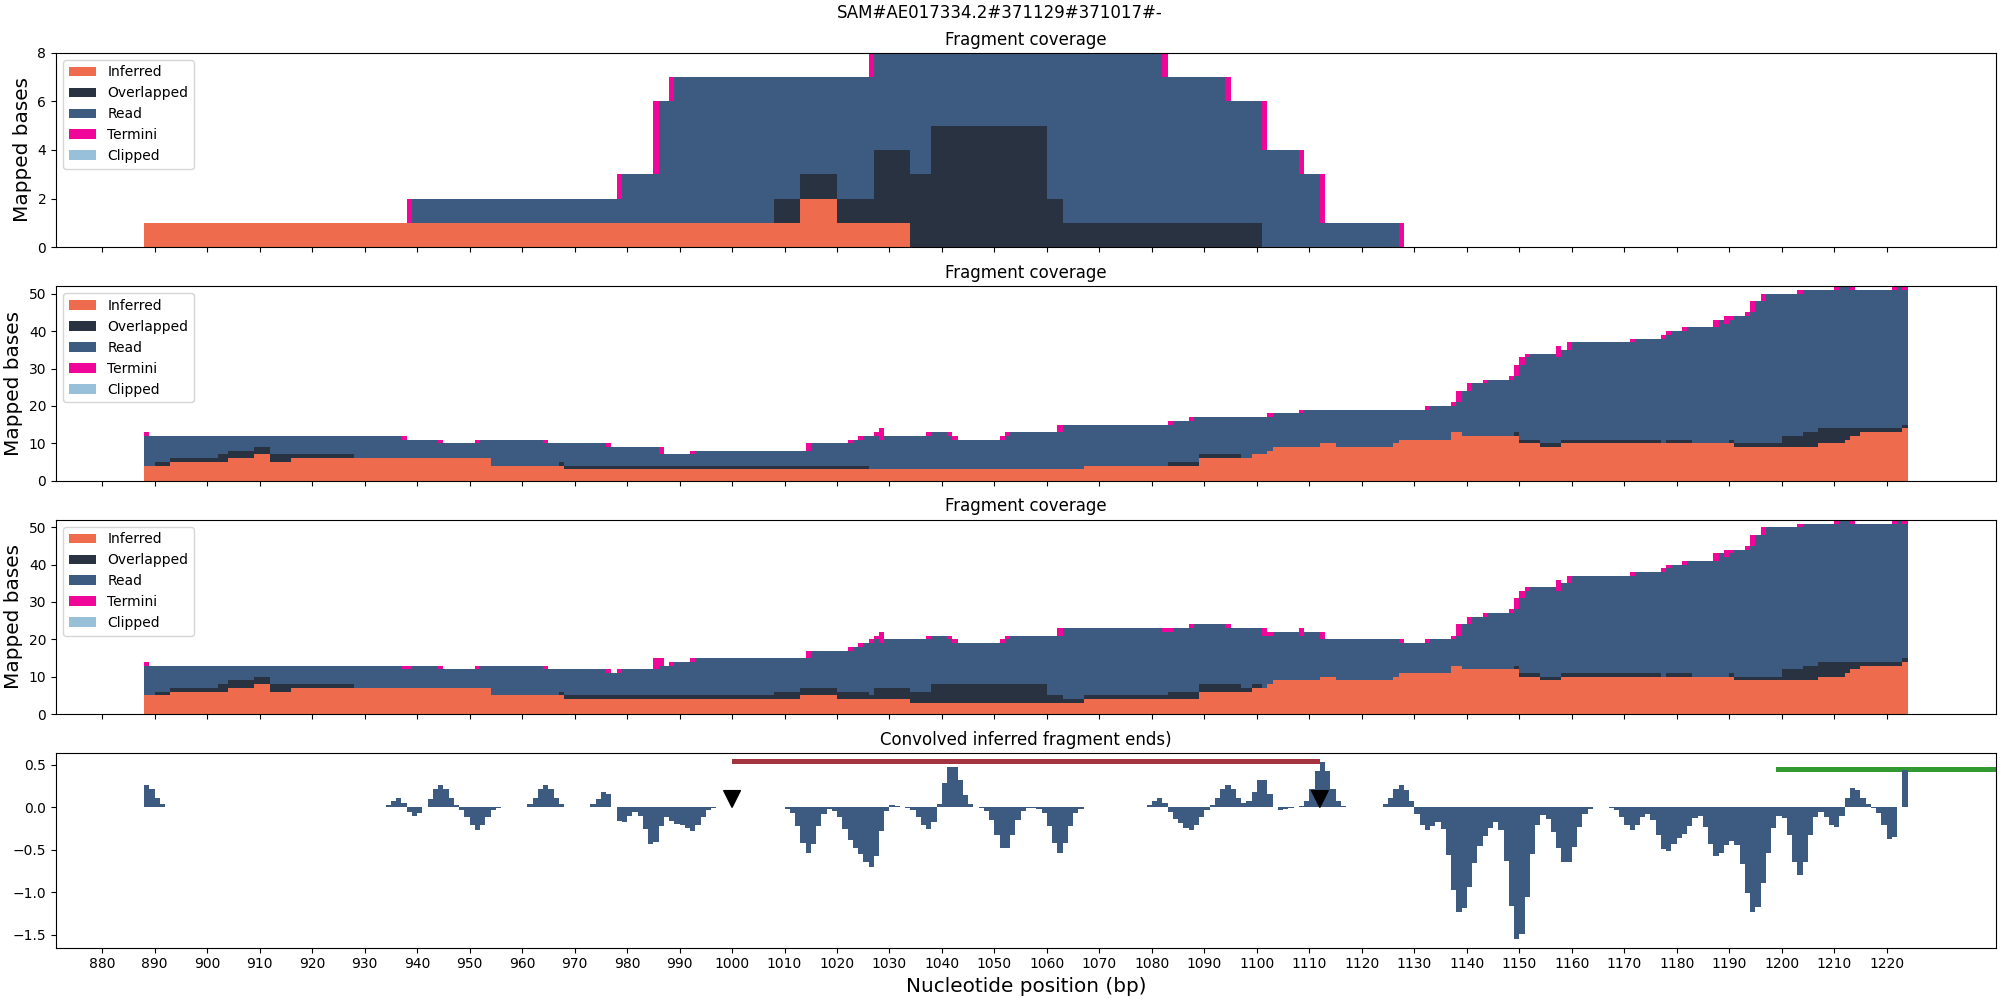 SAM#AE017334.2#371129#371017#-
Fragment coverage
Mapped bases
8
6
4
2
0
Inferred
Overlapped
Read
Termini
Clipped
Fragment coverage
Mapped bases
50
40
30
20
10
0
Inferred
Overlapped
Read
Termini
Clipped
Fragment coverage
Mapped bases
50
40
30
20
10
0
Inferred
Overlapped
Read
Termini
Clipped
Convolved inferred fragment ends)
0.5
0.0
−0.5
−1.0
−1.5
880 890 900 910 920 930 940 950 960 970 980 990 1000 1010 1020 1030 1040 1050 1060 1070 1080 1090 1100 1110 1120 1130 1140 1150 1160 1170 1180 1190 1200 1210 1220
Nucleotide position (bp)